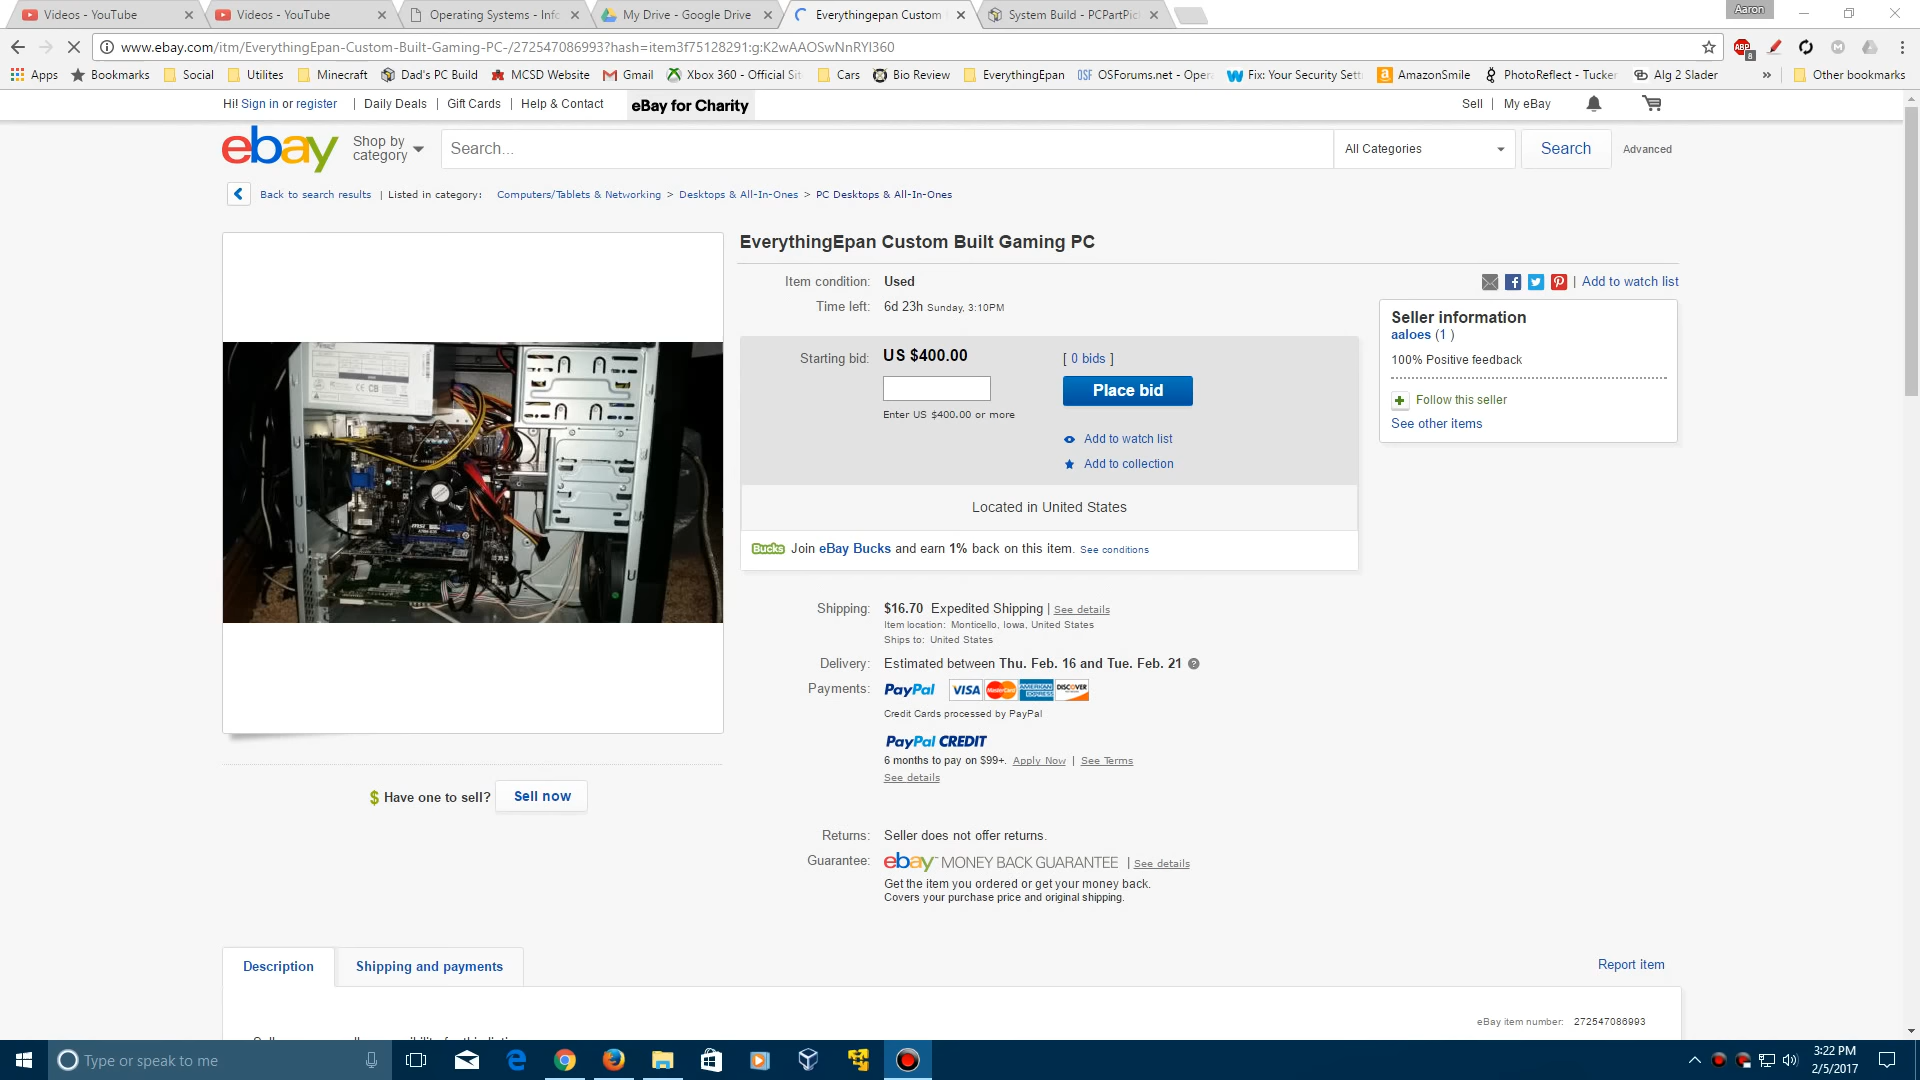 Videos - YouTube
Videos - YouTube
Operating Systems - Info
My Drive - Google Drive
Everythingepan Custom
System Build - PCPartPic
Aaron
www.ebay.com/itm/EverythingEpan-Custom-Built-Gaming-PC-/272547086993?hash=item3f75128291:g:K2wAAOSwNnRYl360
ABP
8
Apps
Bookmarks
Social
Utilites
Minecraft
Dad's PC Build
MCSD Website
Gmail
Xbox 360 - Official Sit
Cars
Bio Review
EverythingEpan
OSForums.net - Oper
Fix: Your Security Sett
AmazonSmile
PhotoReflect - Tucker
Alg 2 Slader
»
Other bookmarks
Hi! Sign in or register | Daily Deals | Gift Cards | Help & Contact
eBay for Charity
Sell | My eBay
ebay
Shop by
category
Search...
All Categories
Search
Advanced
Back to search results | Listed in category: Computers/Tablets & Networking > Desktops & All-In-Ones > PC Desktops & All-In-Ones
EverythingEpan Custom Built Gaming PC
Item condition: Used
Time left: 6d 23h Sunday, 3:10PM
| Add to watch list
Starting bid: US $400.00
[ 0 bids ]
Place bid
Enter US $400.00 or more
Add to watch list
Add to collection
Located in United States
Bucks Join eBay Bucks and earn 1% back on this item. See conditions
Seller information
aaloes (1 )
100% Positive feedback
Follow this seller
See other items
msi
Shipping: $16.70 Expedited Shipping | See details
Item location: Monticello, Iowa, United States
Ships to: United States
Delivery: Estimated between Thu. Feb. 16 and Tue. Feb. 21
Payments: PayPal VISA MasterCard AMERICAN EXPRESS DISCOVER
Credit Cards processed by PayPal
PayPal CREDIT
6 months to pay on $99+. Apply Now | See Terms
See details
$ Have one to sell? Sell now
Returns: Seller does not offer returns.
Guarantee: ebay MONEY BACK GUARANTEE | See details
Get the item you ordered or get your money back.
Covers your purchase price and original shipping.
Description
Shipping and payments
Report item
eBay item number: 272547086993
Type or speak to me
3:22 PM
2/5/2017